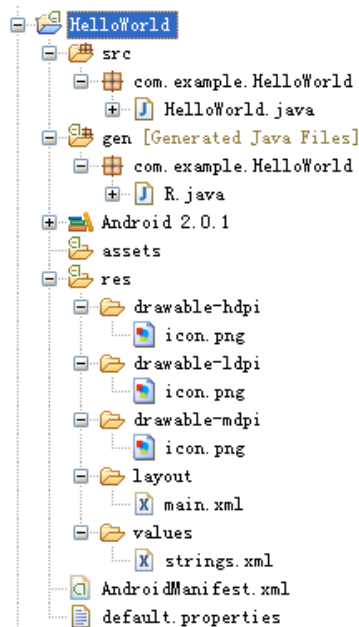 HelloWorld
src
com.example.HelloWorld
HelloWorld.java
gen [Generated Java Files]
com.example.HelloWorld
R.java
Android 2.0.1
assets
res
drawable-hdpi
icon.png
drawable-ldpi
icon.png
drawable-mdpi
icon.png
layout
main.xml
values
strings.xml
AndroidManifest.xml
default.properties